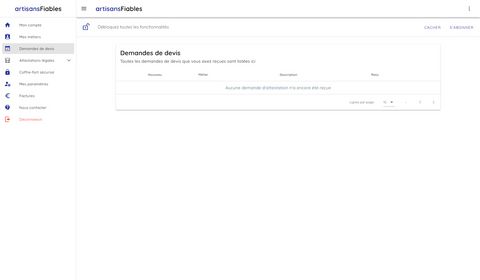 artisansFiables
artisansFiables
Mon compte
Mes métiers
Demandes de devis
Attestations légales
Coffre-fort sécurisé
Mes paramètres
Factures
Nous contacter
Déconnexion
Débloquez toutes les fonctionnalités
CACHER
S'ABONNER
Demandes de devis
Toutes les demandes de devis que vous avez reçues sont listées ici
Nouveau
Métier
Description
Reçu
Aucune demande d'attestation n'a encore été reçue
Lignes par page:
10